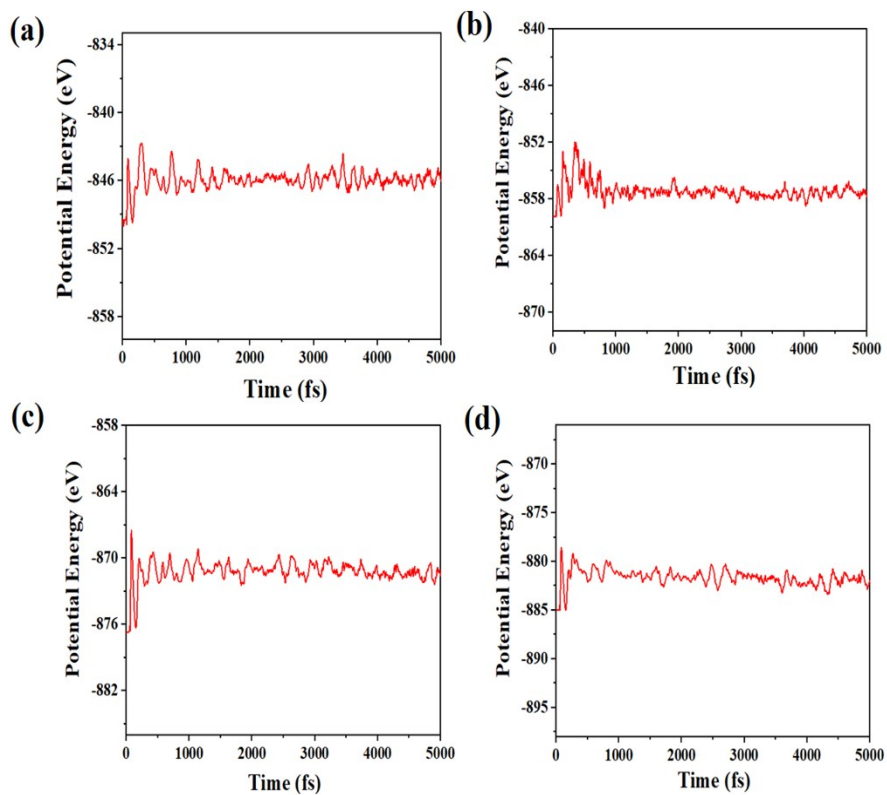 (a)
Potential Energy (eV)
-834
-840
-846
-852
-858
0 1000 2000 3000 4000 5000
Time (fs)
(b)
Potential Energy (eV)
-840
-846
-852
-858
-864
-870
0 1000 2000 3000 4000 5000
Time (fs)
(c)
Potential Energy (eV)
-858
-864
-870
-876
-882
0 1000 2000 3000 4000 5000
Time (fs)
(d)
Potential Energy (eV)
-870
-875
-880
-885
-890
-895
0 1000 2000 3000 4000 5000
Time (fs)